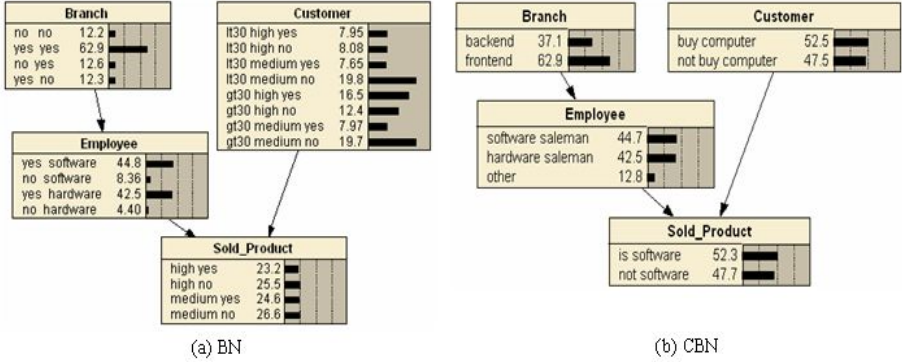 Branch
no no 12.2
yes yes 62.9
no yes 12.6
yes no 12.3
Customer
lt30 high yes 7.95
lt30 high no 8.08
lt30 medium yes 7.65
lt30 medium no 19.8
gt30 high yes 16.5
gt30 high no 12.4
gt30 medium yes 7.97
gt30 medium no 19.7
Employee
yes software 44.8
no software 8.36
yes hardware 42.5
no hardware 4.40
Sold_Product
high yes 23.2
high no 25.5
medium yes 24.6
medium no 26.6
(a) BN
Branch
backend 37.1
frontend 62.9
Customer
buy computer 52.5
not buy computer 47.5
Employee
software saleman 44.7
hardware saleman 42.5
other 12.8
Sold_Product
is software 52.3
not software 47.7
(b) CBN